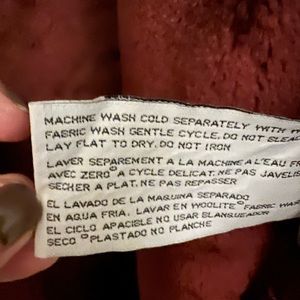 MACHINE WASH COLD SEPARATELY WITH
FABRIC WASH GENTLE CYCLE. DO NOT
LAY FLAT TO DRY. DO NOT IRON
LAVER SEPAREMENT A LA MACHINE A L'EAU
AVEC ZERO® A CYCLE DELICAT. NE PAS
SECHER A PLAT. NE PAS REPASSER
EL LAVADO DE LA MAQUINA SEPARADO
EN AQUA FRIA. LAVAR EN WOOLITE® FABRIC
EL CICLO APACIBLE NO USAR BLANQUEADOR
SECO ®PLASTADO NO PLANCHE